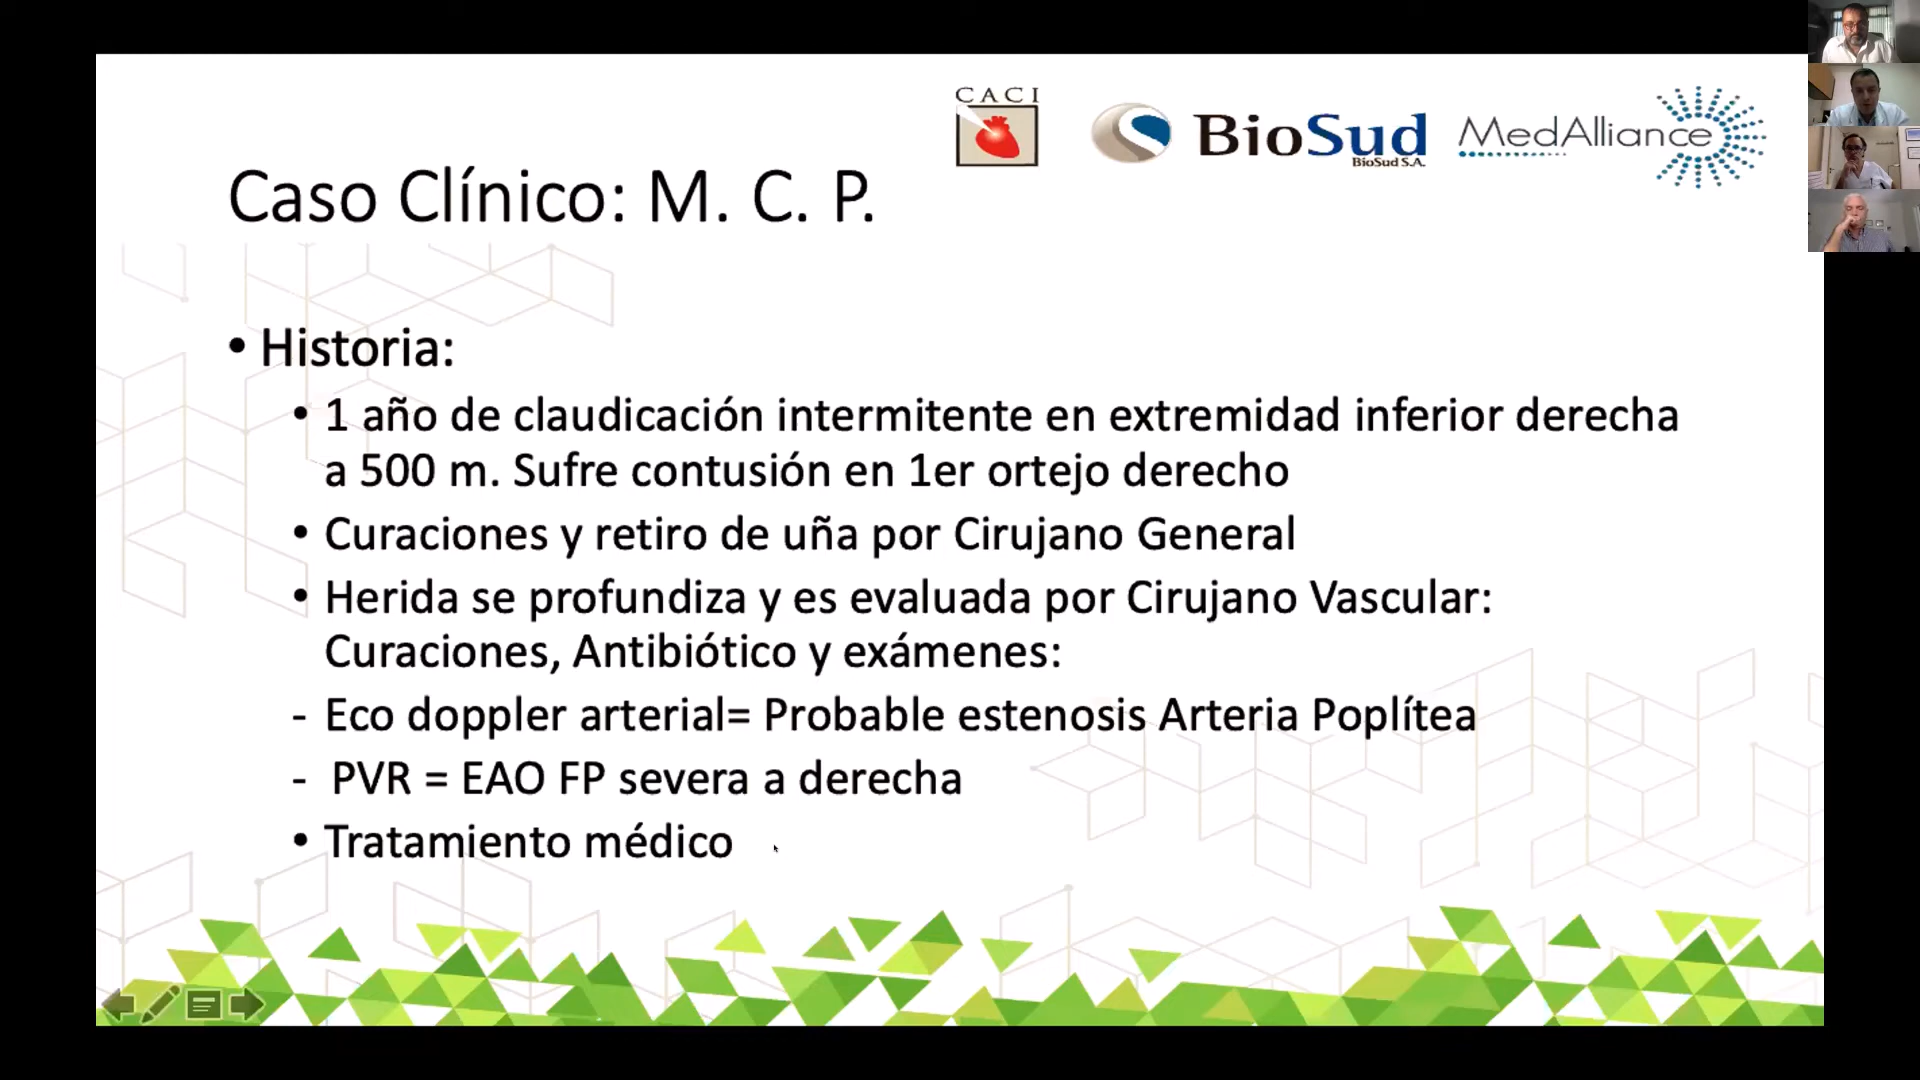 CACI
BioSud
BioSud S.A.
MedAlliance
Caso Clínico: M. C. P.
• Historia:
• 1 año de claudicación intermitente en extremidad inferior derecha
a 500 m. Sufre contusión en 1er ortejo derecho
• Curaciones y retiro de uña por Cirujano General
• Herida se profundiza y es evaluada por Cirujano Vascular:
Curaciones, Antibiótico y exámenes:
- Eco doppler arterial= Probable estenosis Arteria Poplítea
- PVR = EAO FP severa a derecha
• Tratamiento médico